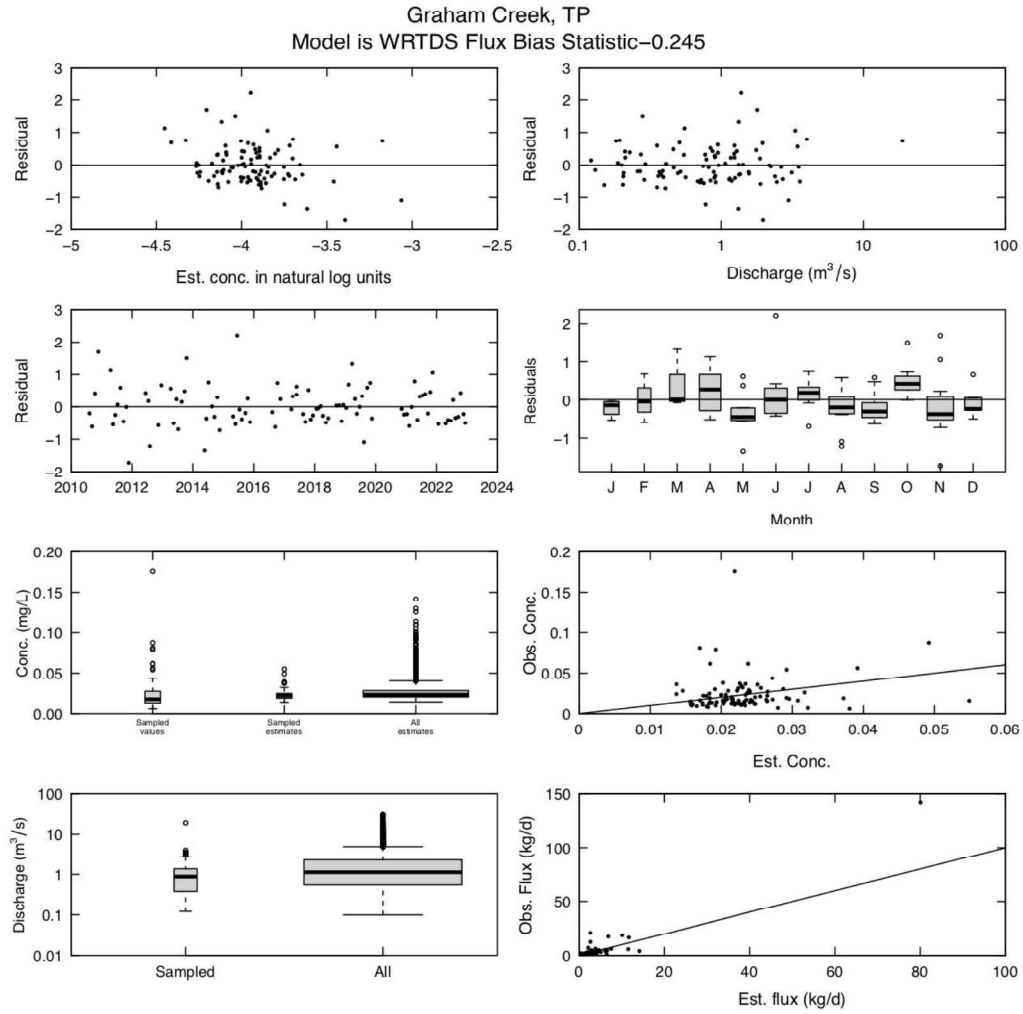 Graham Creek, TP
Model is WRTDS Flux Bias Statistic−0.245
3
2
1
0
−1
−2
Residual
−5
−4.5
−4
−3.5
−3
−2.5
Est. conc. in natural log units
3
2
1
0
−1
−2
Residual
0.1
1
10
100
Discharge (m³/s)
3
2
1
0
−1
−2
Residual
2010
2012
2014
2016
2018
2020
2022
2024
2
1
0
−1
Residuals
J
F
M
A
M
J
J
A
S
O
N
D
Month
0.20
0.15
0.10
0.05
0.00
Conc. (mg/L)
Sampled
values
Sampled
estimates
All
estimates
0.2
0.15
0.1
0.05
0
Obs. Conc.
0
0.01
0.02
0.03
0.04
0.05
0.06
Est. Conc.
100
10
1
0.1
0.01
Discharge (m³/s)
Sampled
All
150
100
50
0
Obs. Flux (kg/d)
0
20
40
60
80
100
Est. flux (kg/d)